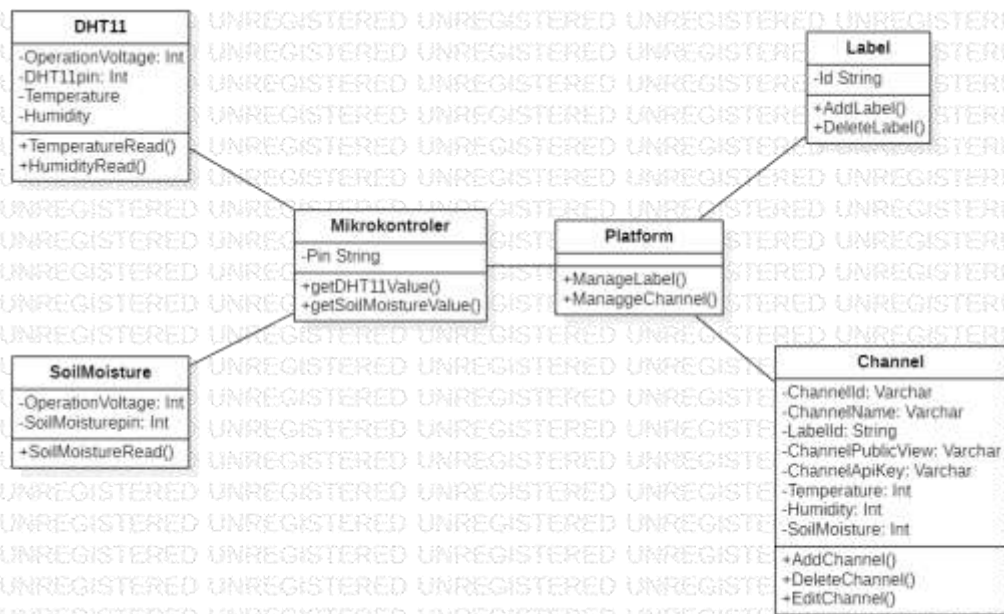 DHT11
-OperationVoltage: Int
-DHT11pin: Int
-Temperature
-Humidity
+TemperatureRead()
+HumidityRead()
Label
-Id String
+AddLabel()
+DeleteLabel()
Mikrokontroler
-Pin String
+getDHT11Value()
+getSoilMoistureValue()
Platform
+ManageLabel()
+ManaggeChannel()
SoilMoisture
-OperationVoltage: Int
-SoilMoisturepin: Int
+SoilMoistureRead()
Channel
-ChannelId: Varchar
-ChannelName: Varchar
-LabelId: String
-ChannelPublicView: Varchar
-ChannelApiKey: Varchar
-Temperature: Int
-Humidity: Int
-SoilMoisture: Int
+AddChannel()
+DeleteChannel()
+EditChannel()
UNREGISTERED